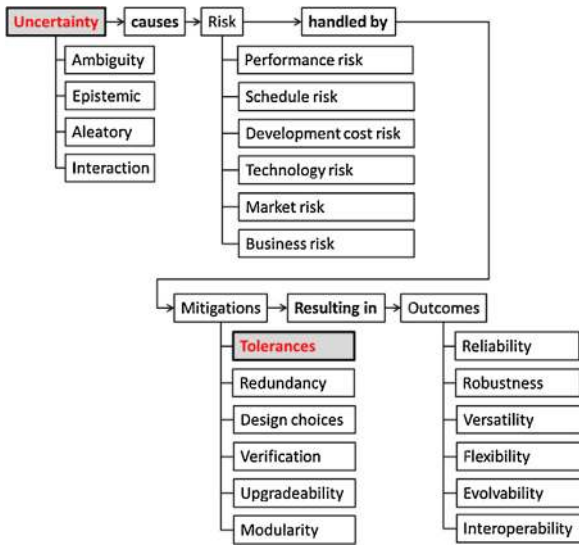 Uncertainty causes Risk handled by
Ambiguity
Epistemic
Aleatory
Interaction
Performance risk
Schedule risk
Development cost risk
Technology risk
Market risk
Business risk
Mitigations Resulting in Outcomes
Tolerances
Redundancy
Design choices
Verification
Upgradeability
Modularity
Reliability
Robustness
Versatility
Flexibility
Evolvability
Interoperability